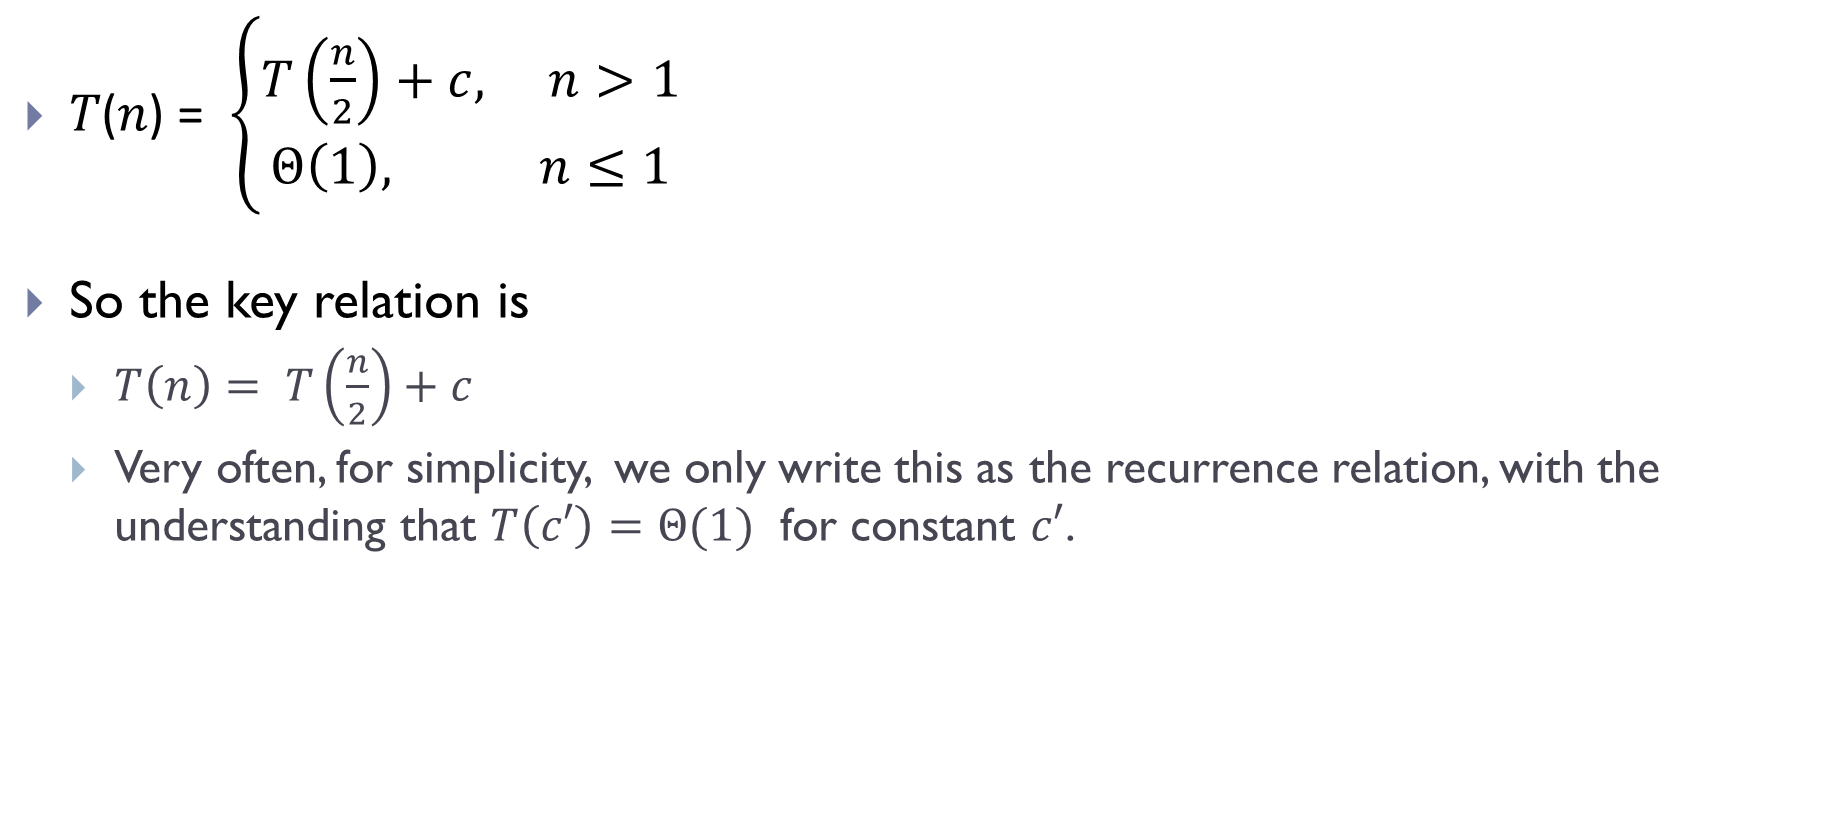 T(n) = { T(n/2) + c, n > 1
Θ(1), n ≤ 1
So the key relation is
T(n) = T(n/2) + c
Very often, for simplicity, we only write this as the recurrence relation, with the
understanding that T(c′) = Θ(1) for constant c′.